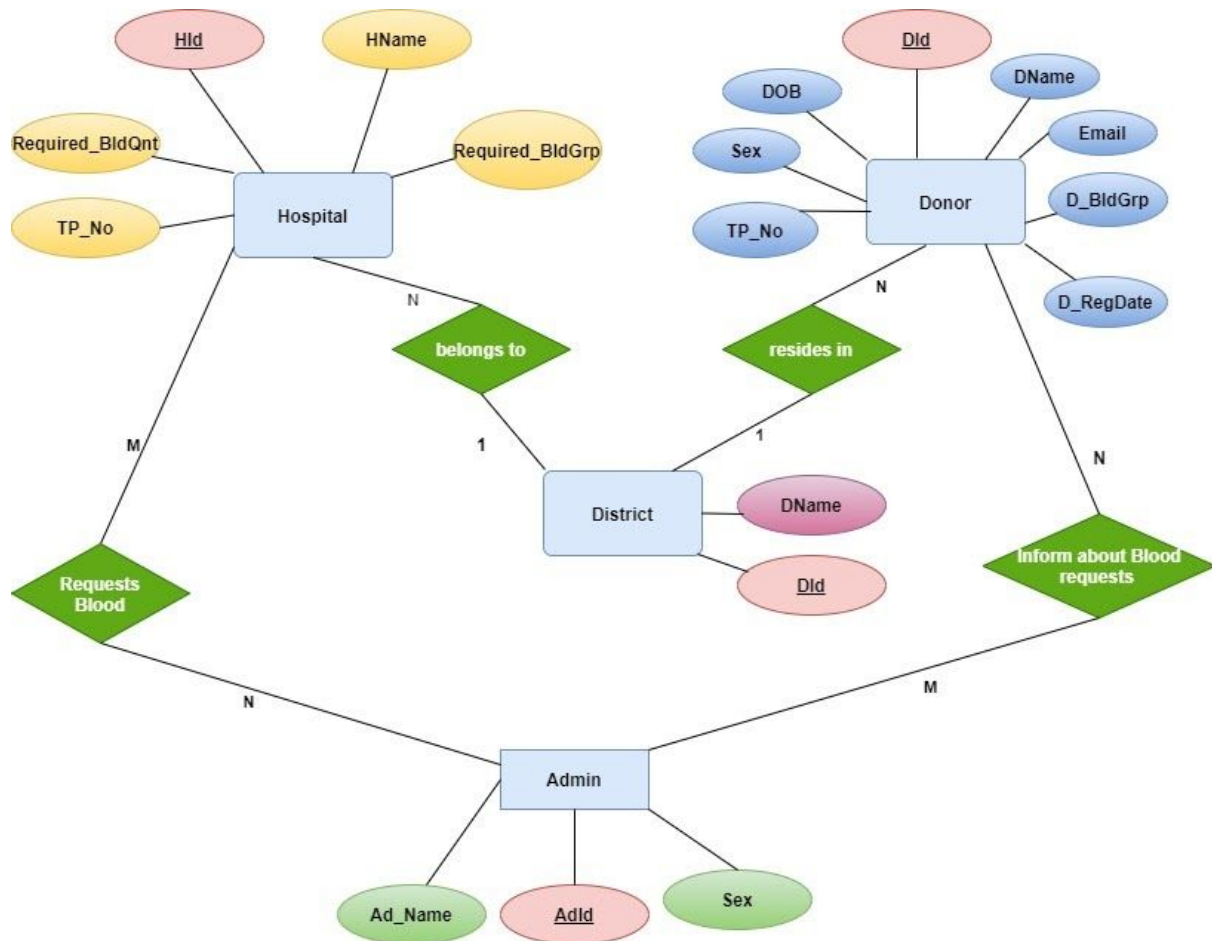 HId
HName
DId
DName
DOB
Email
Required_BldQnt
Required_BldGrp
Sex
Hospital
Donor
D_BldGrp
TP_No
TP_No
D_RegDate
N
N
belongs to
resides in
M
1
1
N
District
DName
DId
Requests
Blood
Inform about Blood
requests
N
M
Admin
Ad_Name
AdId
Sex